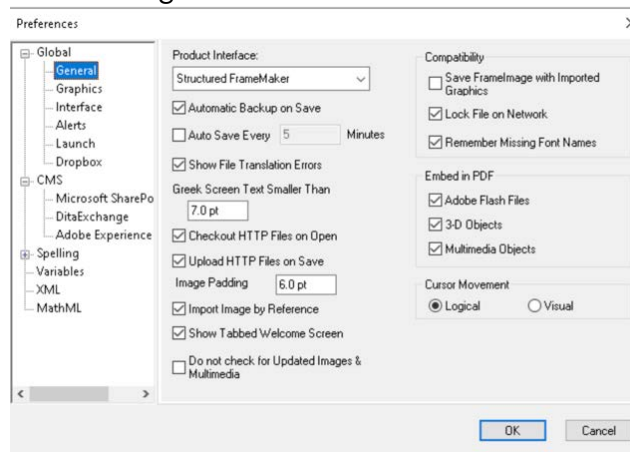 Preferences
Global
General
Graphics
Interface
Alerts
Launch
Dropbox
CMS
Microsoft SharePo
DitaExchange
Adobe Experience
Spelling
Variables
XML
MathML
Product Interface:
Structured FrameMaker
Automatic Backup on Save
Auto Save Every 5 Minutes
Show File Translation Errors
Greek Screen Text Smaller Than
7.0 pt
Checkout HTTP Files on Open
Upload HTTP Files on Save
Image Padding 6.0 pt
Import Image by Reference
Show Tabbed Welcome Screen
Do not check for Updated Images &
Multimedia
Compatibility
Save FrameImage with Imported
Graphics
Lock File on Network
Remember Missing Font Names
Embed in PDF
Adobe Flash Files
3-D Objects
Multimedia Objects
Cursor Movement
Logical Visual
OK Cancel